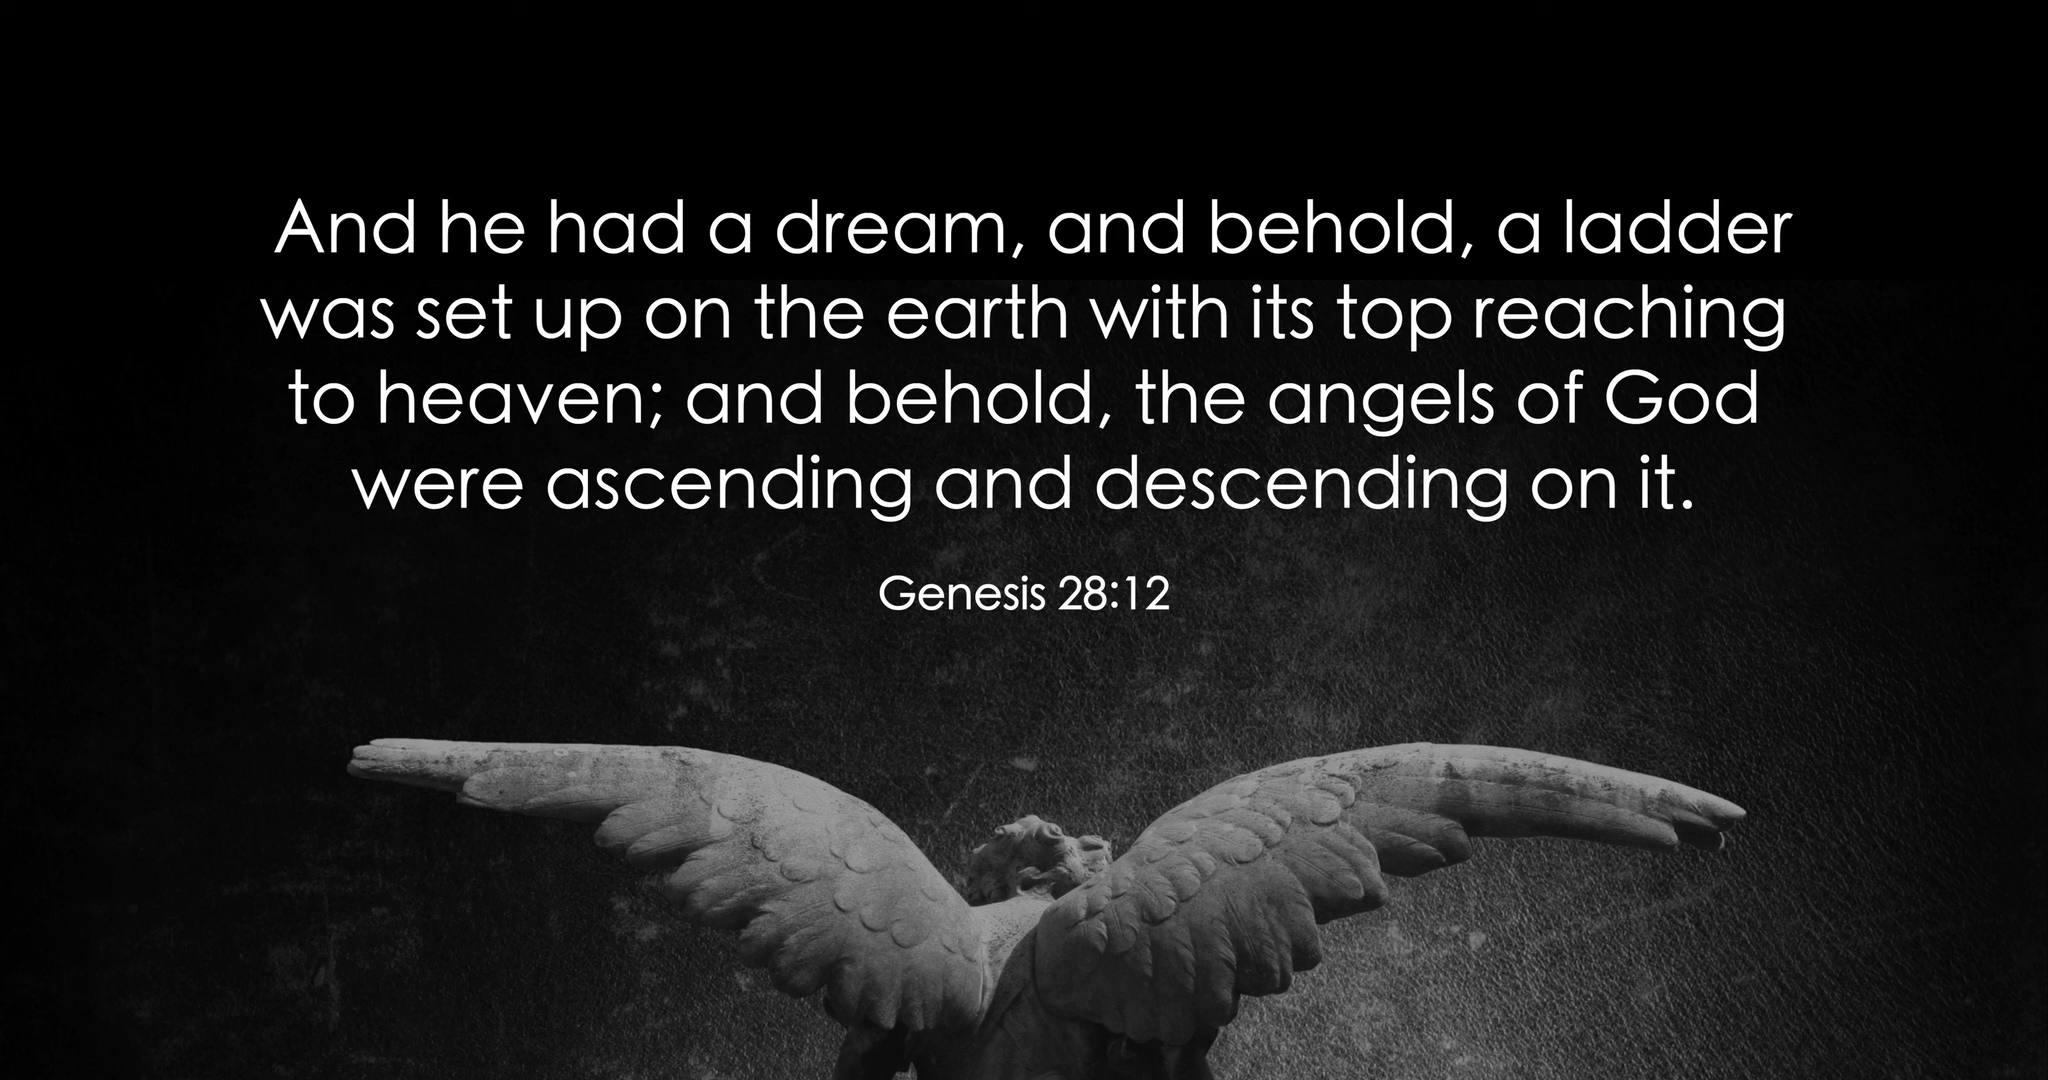 And he had a dream, and behold, a ladder
was set up on the earth with its top reaching
to heaven; and behold, the angels of God
were ascending and descending on it.
Genesis 28:12